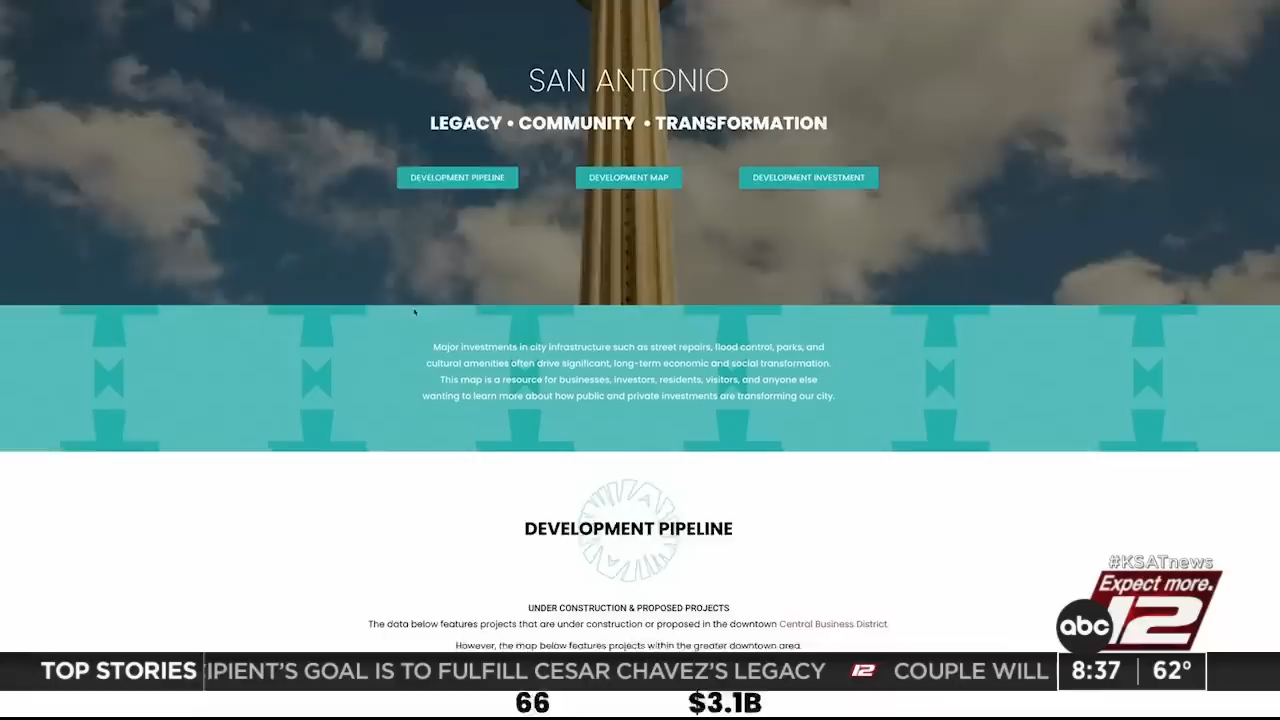 SAN ANTONIO
LEGACY • COMMUNITY • TRANSFORMATION
DEVELOPMENT PIPELINE
DEVELOPMENT MAP
DEVELOPMENT INVESTMENT
Major investments in city infrastructure such as street repairs, flood control, parks, and
cultural amenities often drive significant, long-term economic and social transformation.
This map is a resource for businesses, investors, residents, visitors, and anyone else
wanting to learn more about how public and private investments are transforming our city.
DEVELOPMENT PIPELINE
UNDER CONSTRUCTION & PROPOSED PROJECTS
The data below features projects that are under construction or proposed in the downtown Central Business District.
However, the map below features projects within the greater downtown area.
#KSATnews
Expect more.
abc 12
TOP STORIES
IPIENT'S GOAL IS TO FULFILL CESAR CHAVEZ'S LEGACY 12 COUPLE WILL
8:37 62°
66
$3.1B